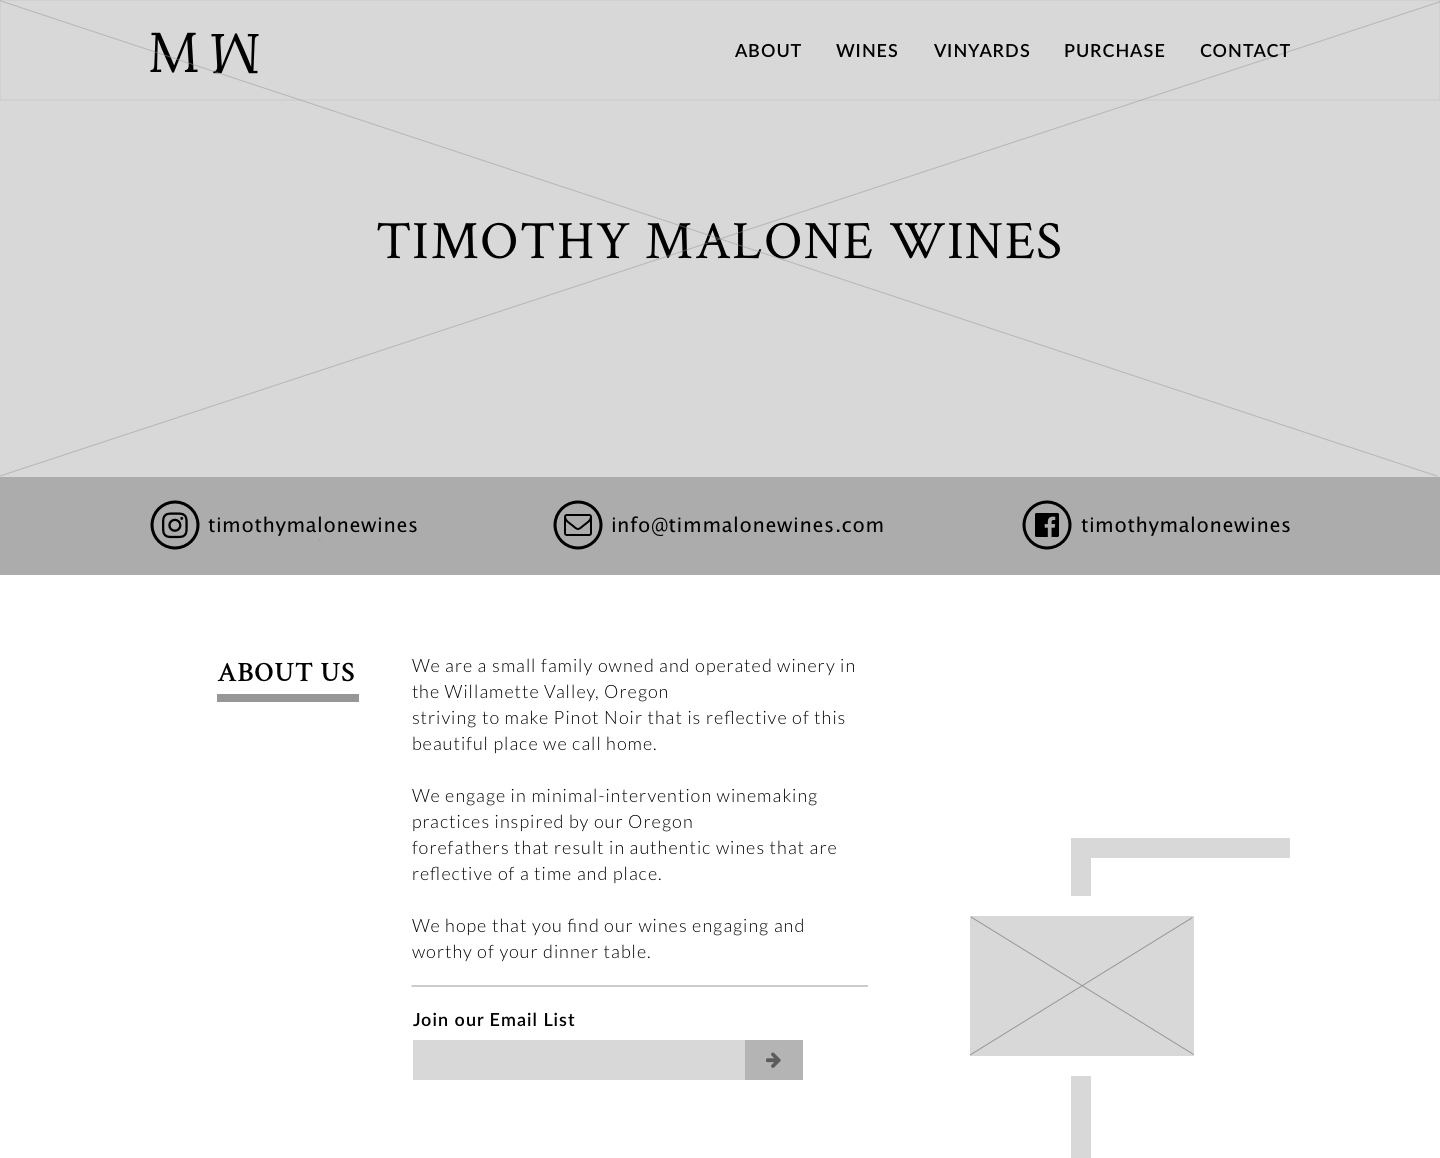 M W
ABOUT WINES VINYARDS PURCHASE CONTACT
TIMOTHY MALONE WINES
timothymalonewines info@timmalonewines.com timothymalonewines
ABOUT US
We are a small family owned and operated winery in
the Willamette Valley, Oregon
striving to make Pinot Noir that is reflective of this
beautiful place we call home.
We engage in minimal-intervention winemaking
practices inspired by our Oregon
forefathers that result in authentic wines that are
reflective of a time and place.
We hope that you find our wines engaging and
worthy of your dinner table.
Join our Email List